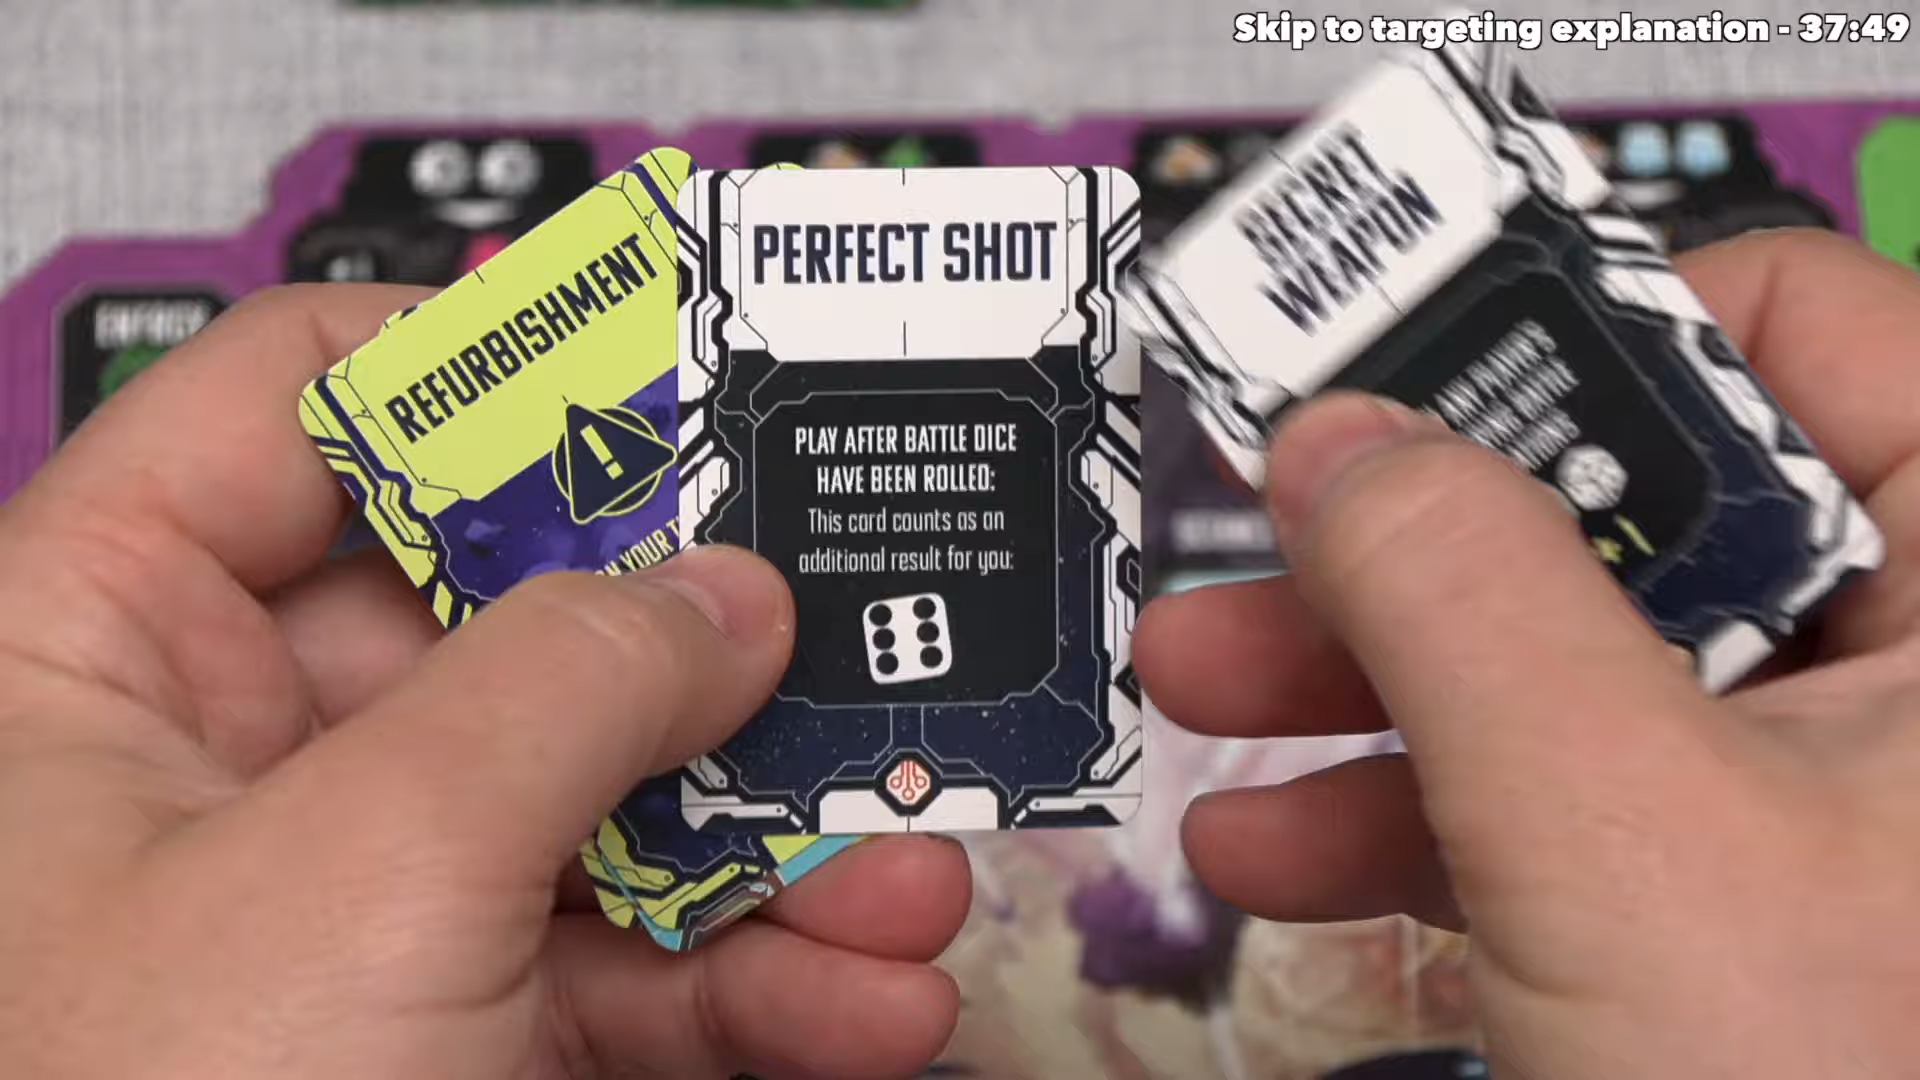 Skip to targeting explanation - 37:49
REFURBISHMENT
PERFECT SHOT
PLAY AFTER BATTLE DICE
HAVE BEEN ROLLED:
This card counts as an
additional result for you:
SECRET
WEAPON
YOUR